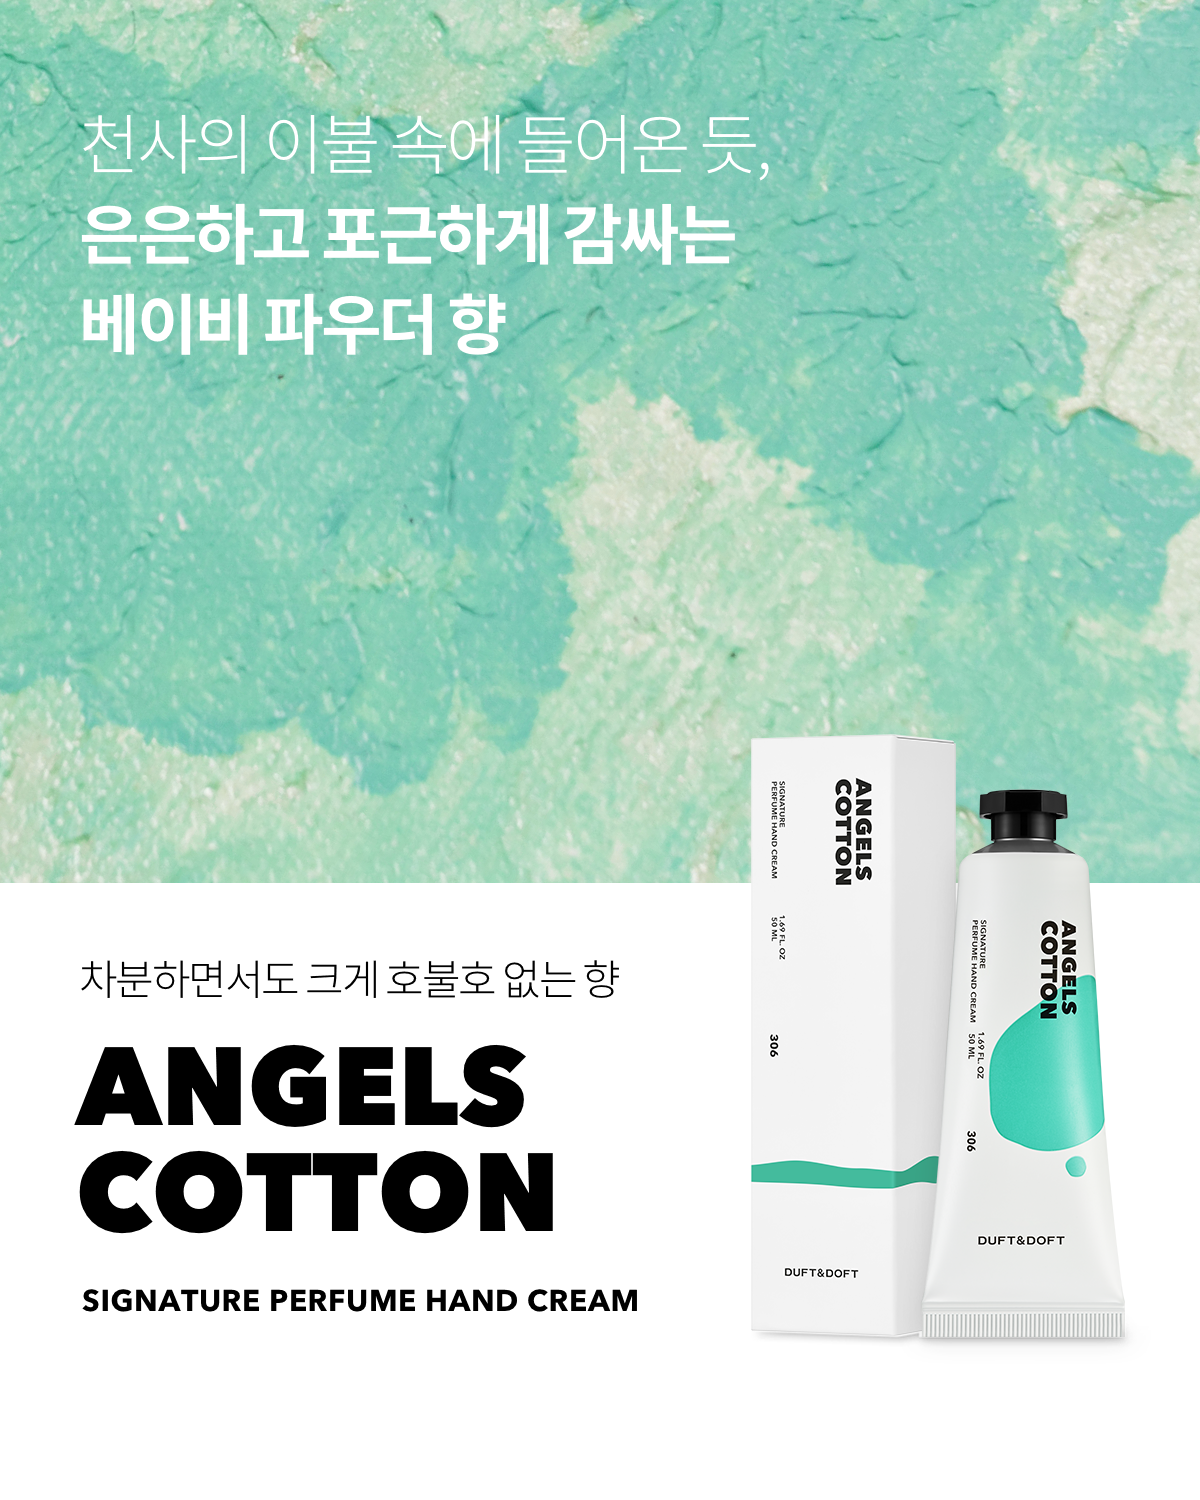 천사의 이불 속에 들어온 듯,
은은하고 포근하게 감싸는
베이비 파우더 향
차분하면서도 크게 호불호 없는 향
ANGELS
COTTON
SIGNATURE PERFUME HAND CREAM
ANGELS
COTTON
SIGNATURE
PERFUME HAND CREAM
1.69 FL. OZ
50 ML
306
DUFT&DOFT
ANGELS
COTTON
SIGNATURE
PERFUME HAND CREAM
1.69 FL. OZ
50 ML
306
DUFT&DOFT